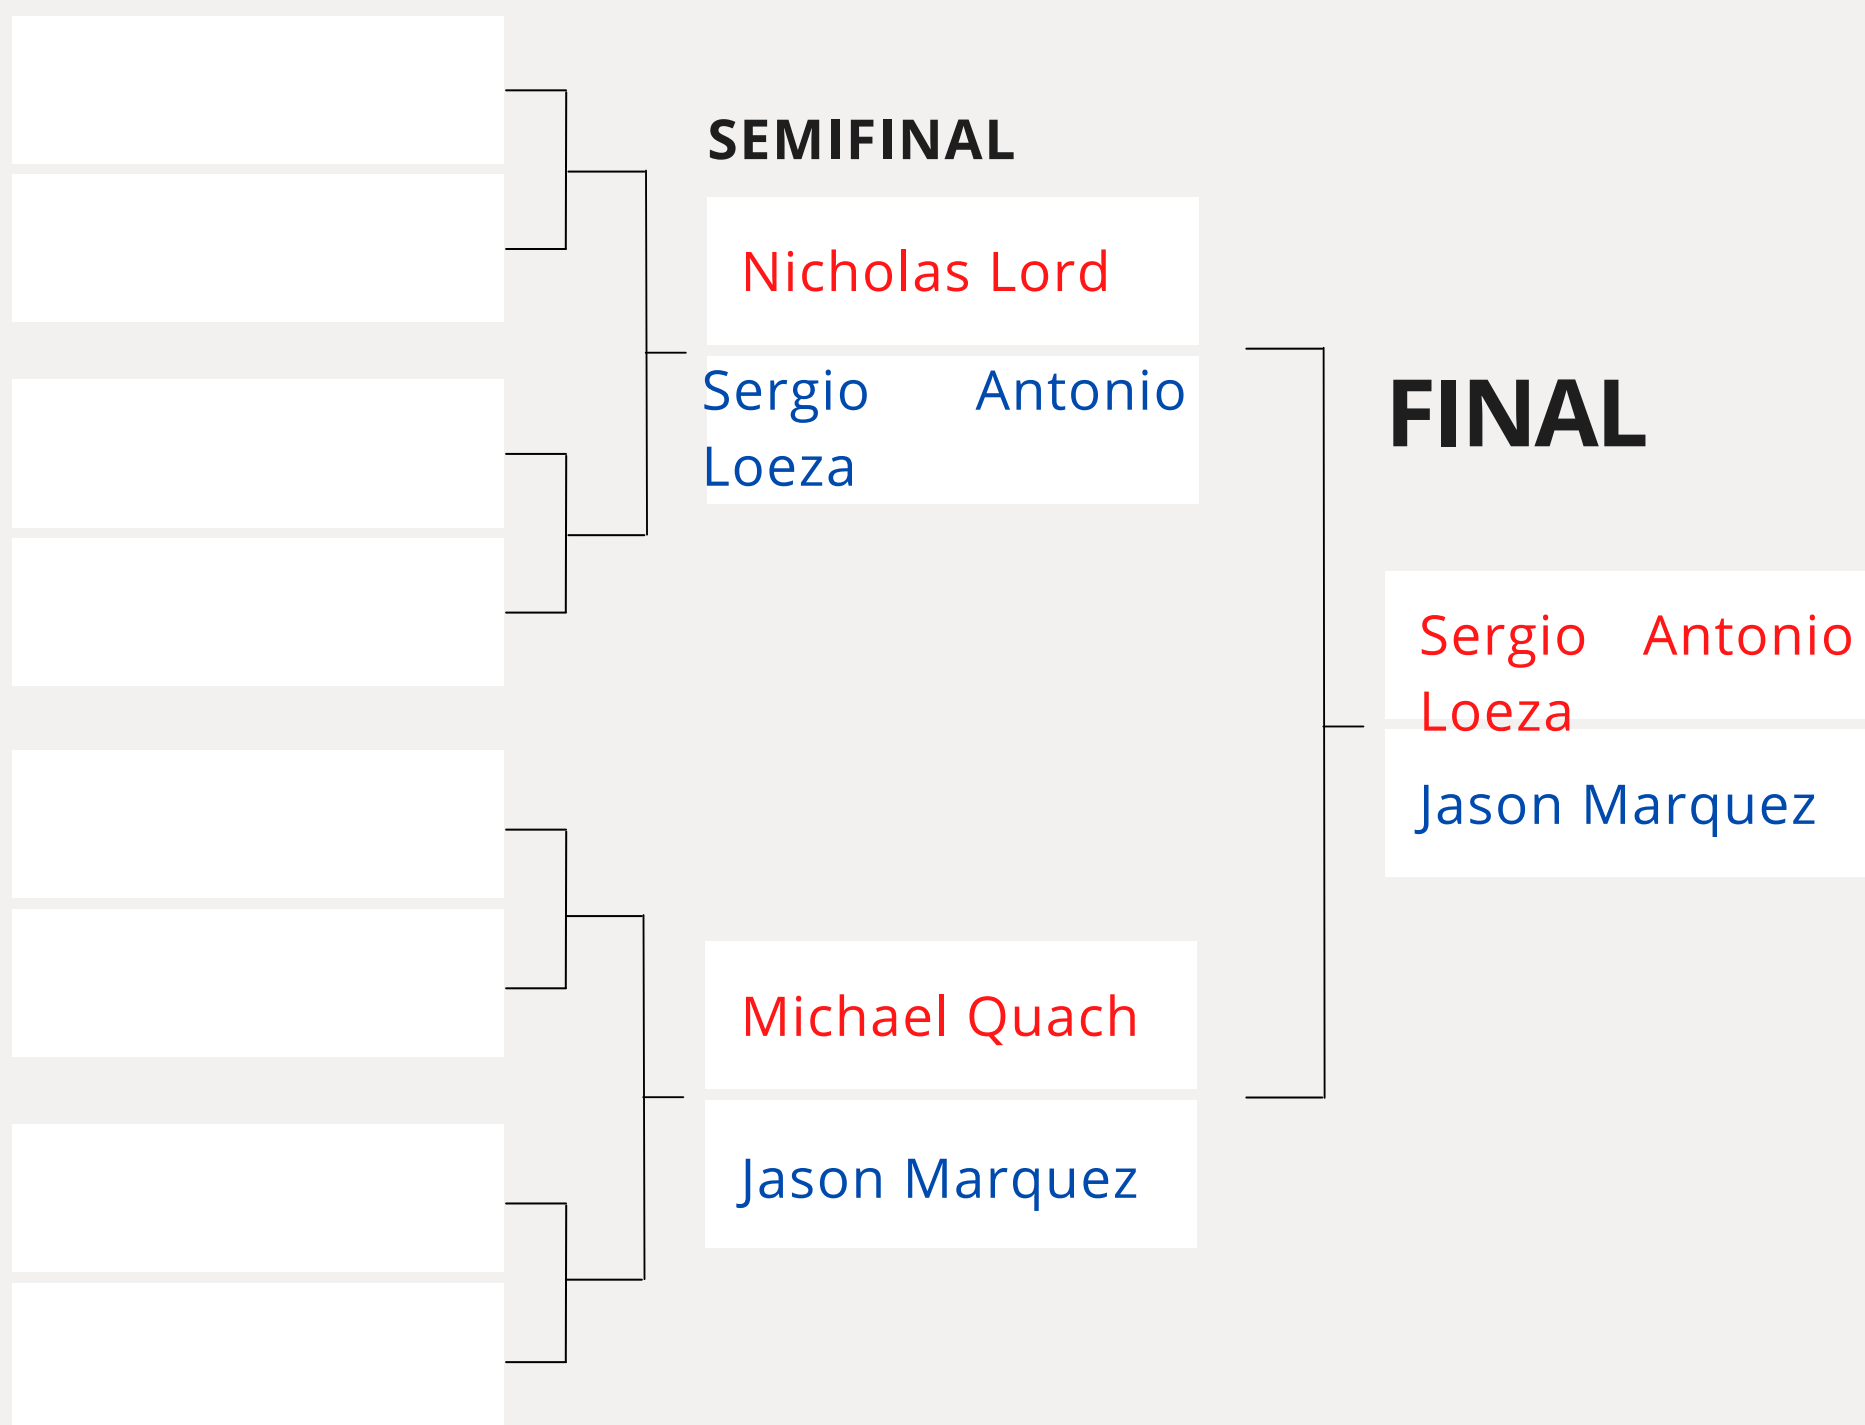 SEMIFINAL
Nicholas Lord
Sergio Antonio
Loeza
Michael Quach
Jason Marquez
FINAL
Sergio Antonio
Loeza
Jason Marquez